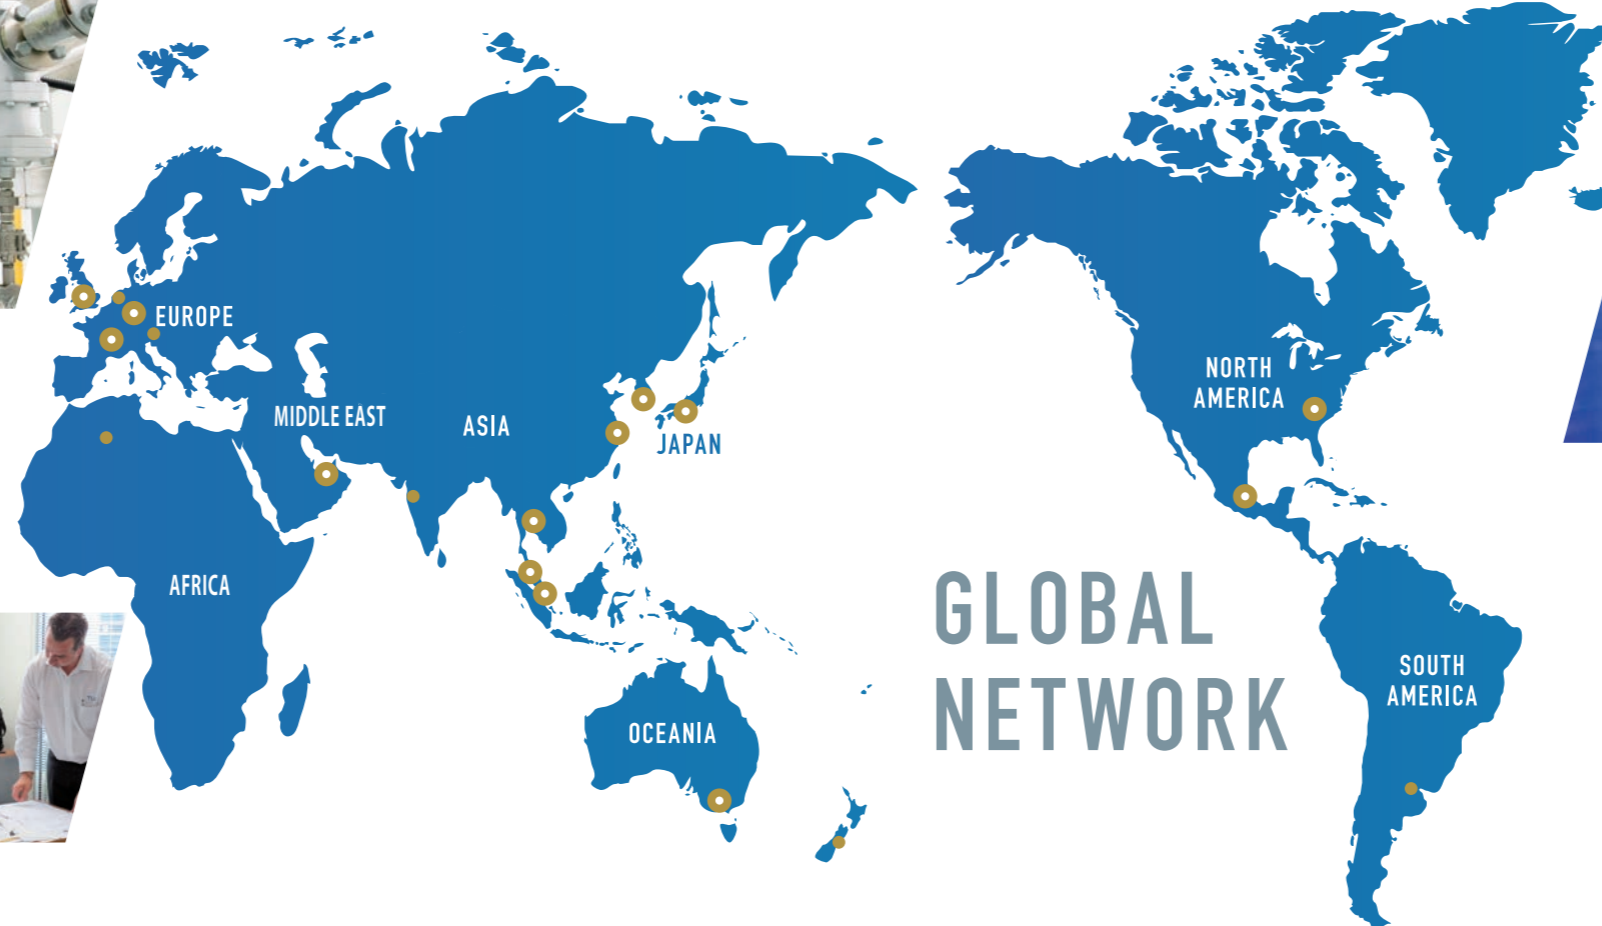 EUROPE
MIDDLE EAST
ASIA
JAPAN
AFRICA
OCEANIA
NORTH
AMERICA
SOUTH
AMERICA
GLOBAL
NETWORK